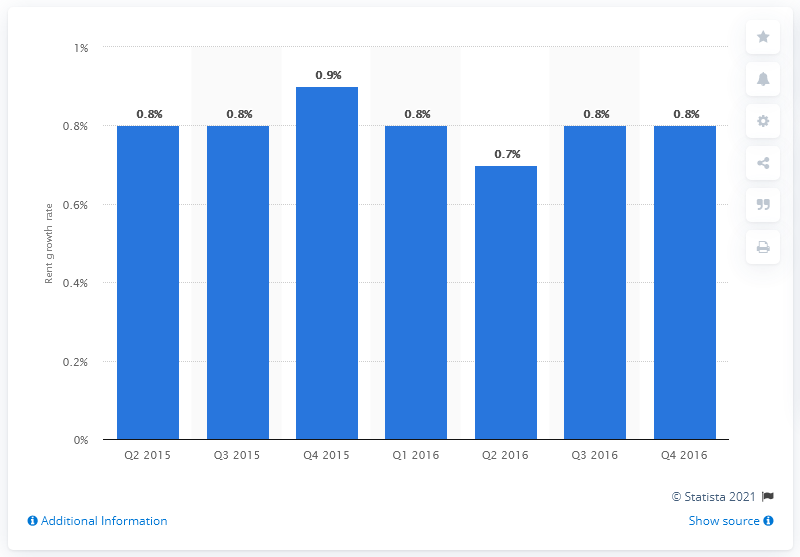 1%
0.8%
0.6%
0.4%
0.2%
0%
Rent growth rate
0.8%
0.8%
0.9%
0.8%
0.7%
0.8%
0.8%
Q2 2015
Q3 2015
Q4 2015
Q1 2016
Q2 2016
Q3 2016
Q4 2016
© Statista 2021
Additional Information
Show source